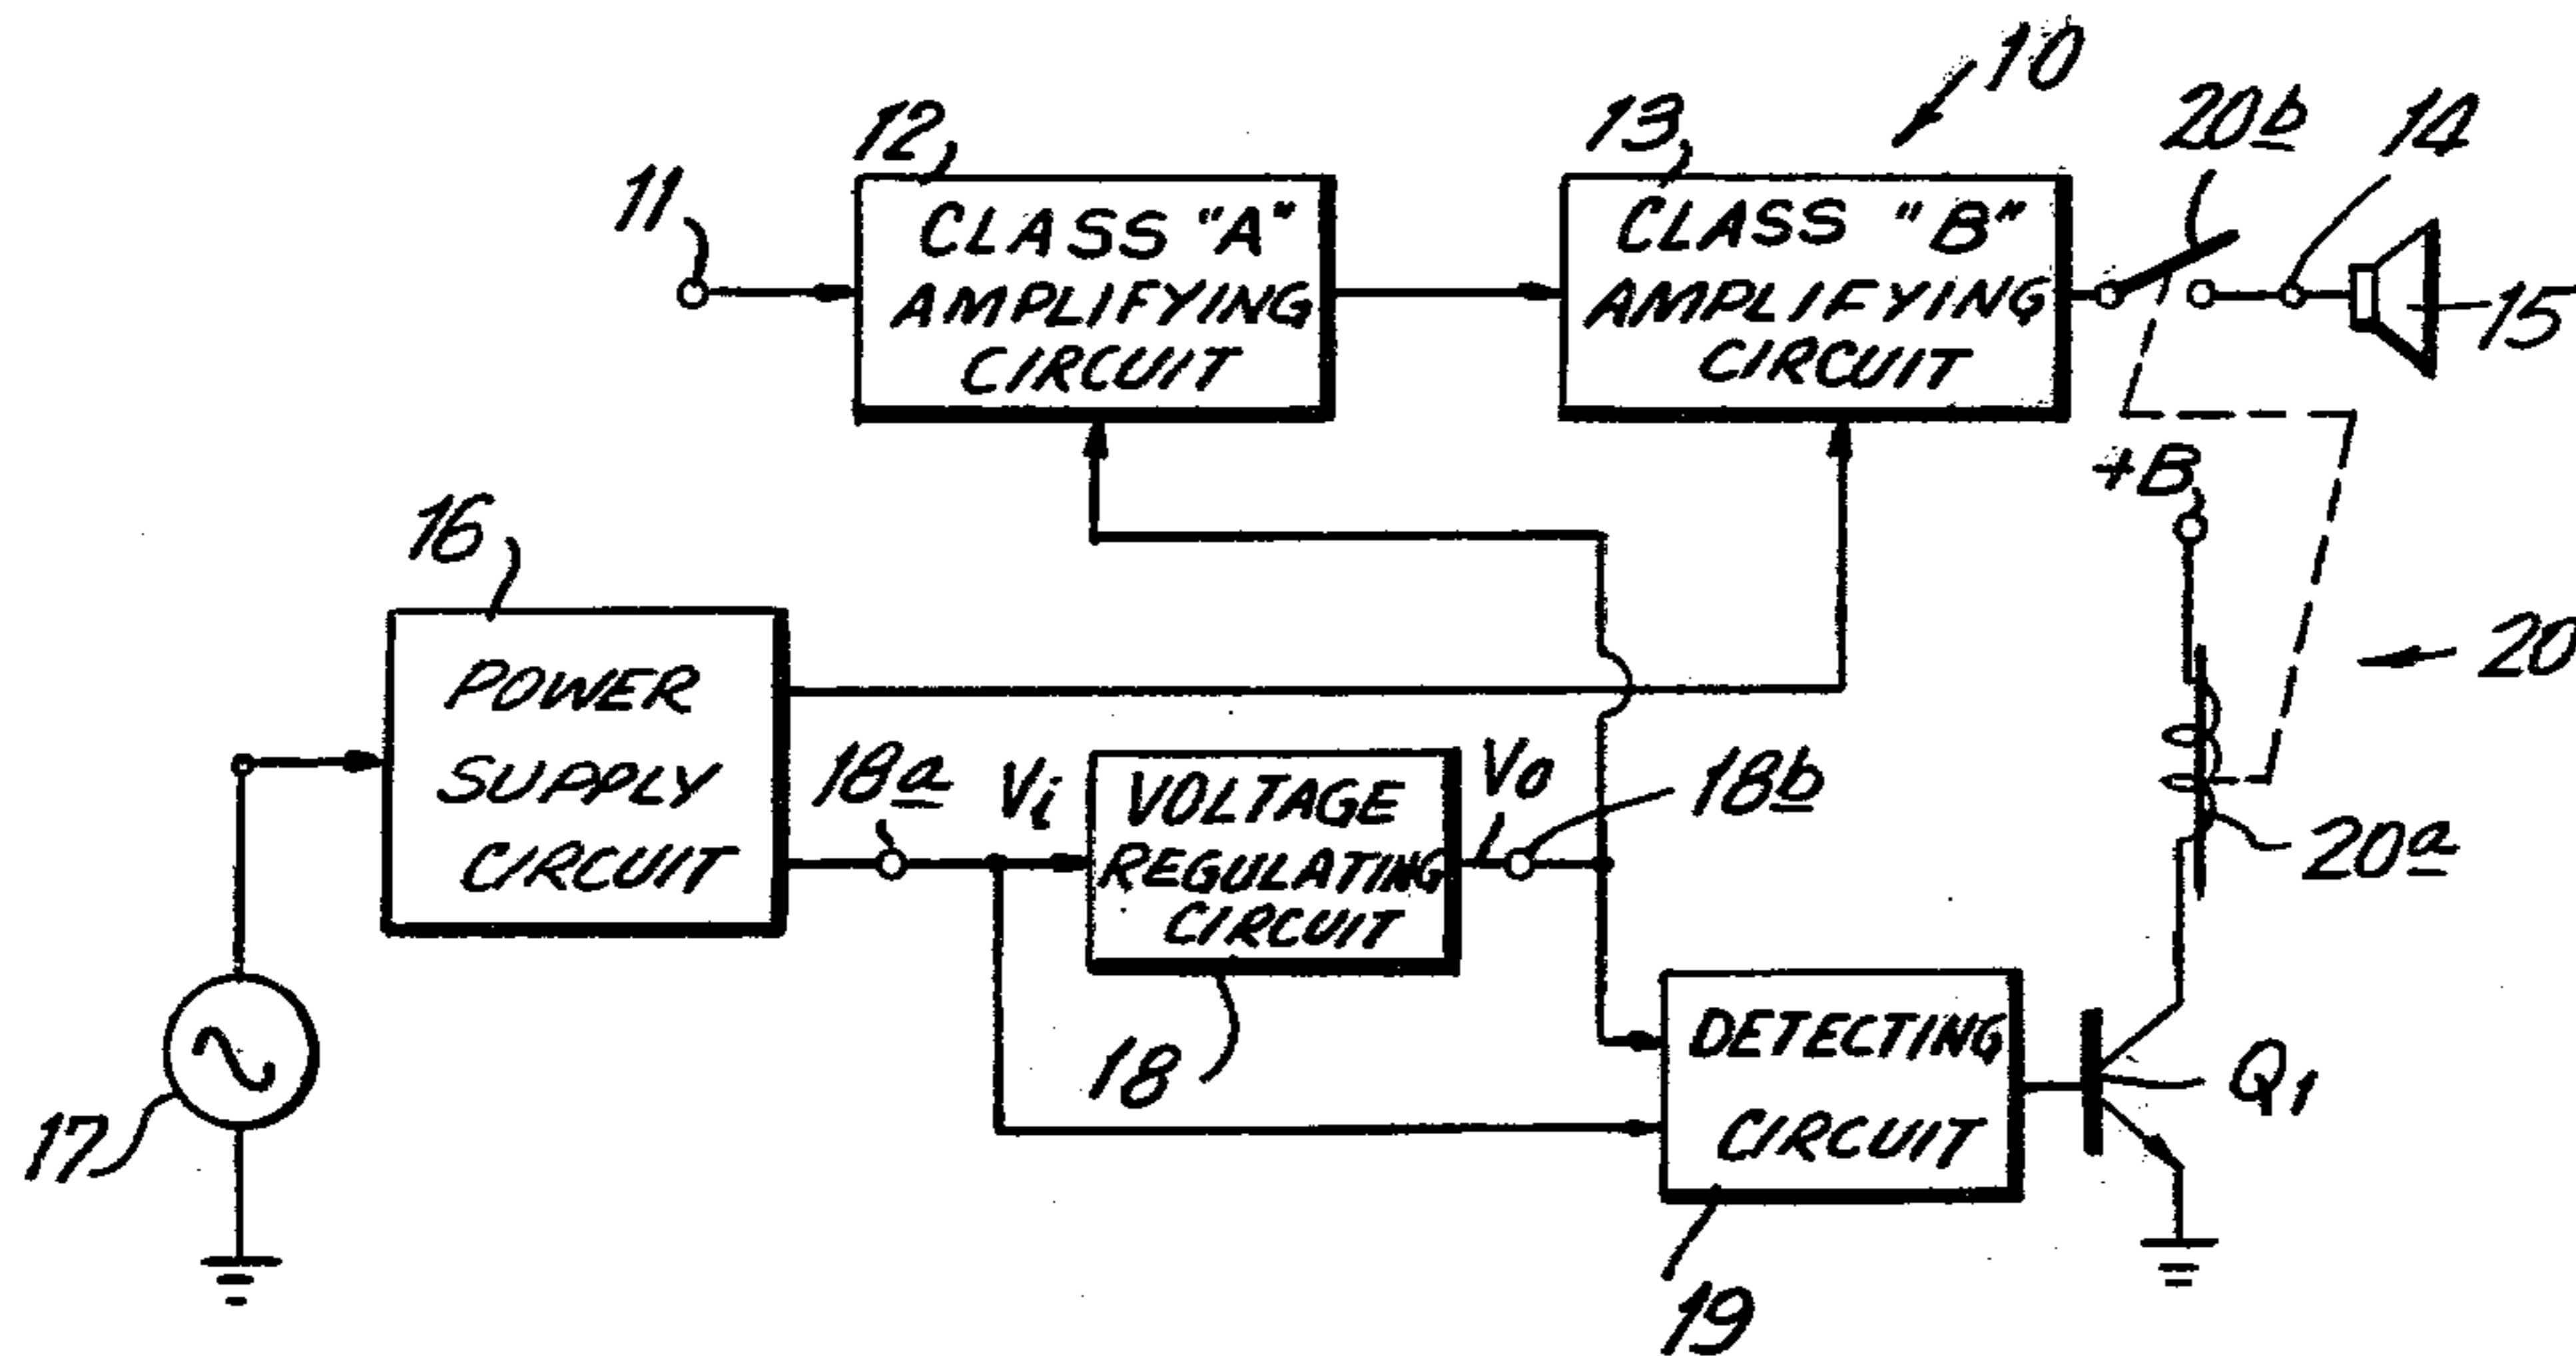 10
20b
14
12
13
11
CLASS "A"
AMPLIFYING
CIRCUIT
CLASS "B"
AMPLIFYING
CIRCUIT
15
+B
16
POWER
SUPPLY
CIRCUIT
20
18a
Vi
VOLTAGE
REGULATING
CIRCUIT
Vo
18b
20a
18
DETECTING
CIRCUIT
Q1
17
19